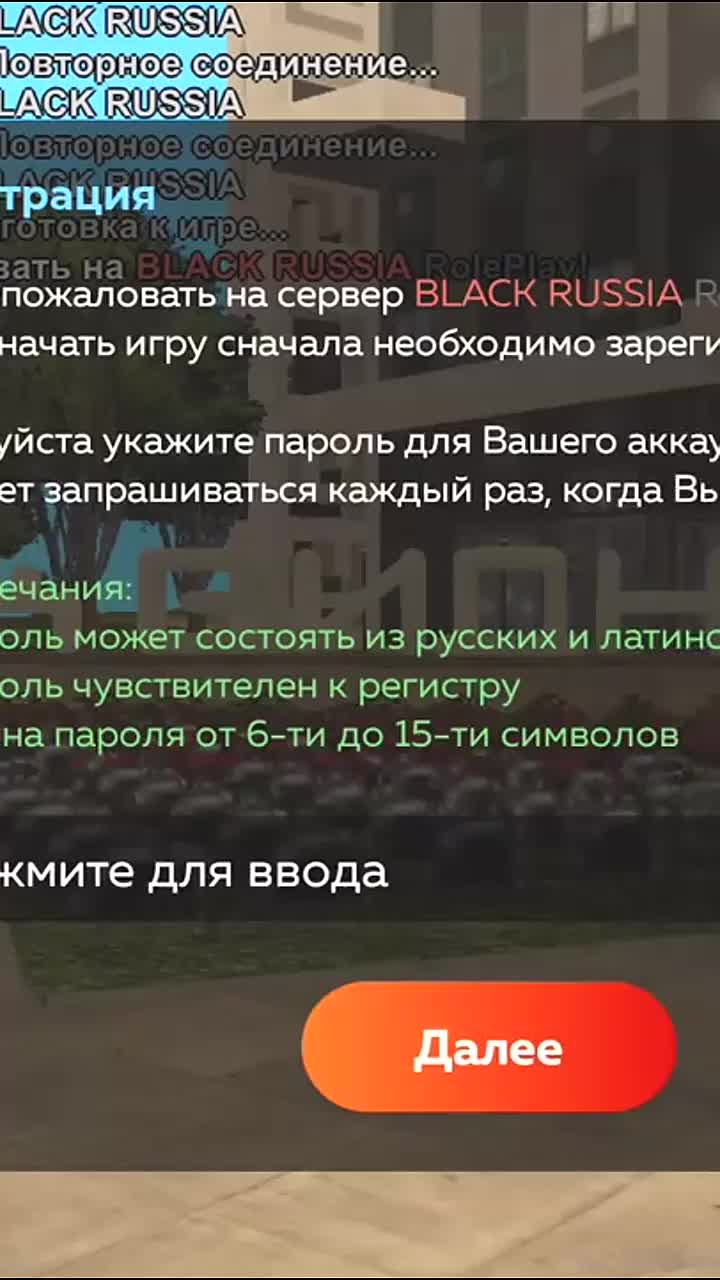 LACK RUSSIA
Повторное соединение...
LACK RUSSIA
Повторное соединение...
LACK RUSSIA
трация
готовка к игре...
вать на BLACK RUSSIA RolePlay!
пожаловать на сервер BLACK RUSSIA R
начать игру сначала необходимо зареги
уйста укажите пароль для Вашего аккау
ет запрашиваться каждый раз, когда Вы
ечания:
оль может состоять из русских и латинс
оль чувствителен к регистру
на пароля от 6-ти до 15-ти символов
жмите для ввода
Далее